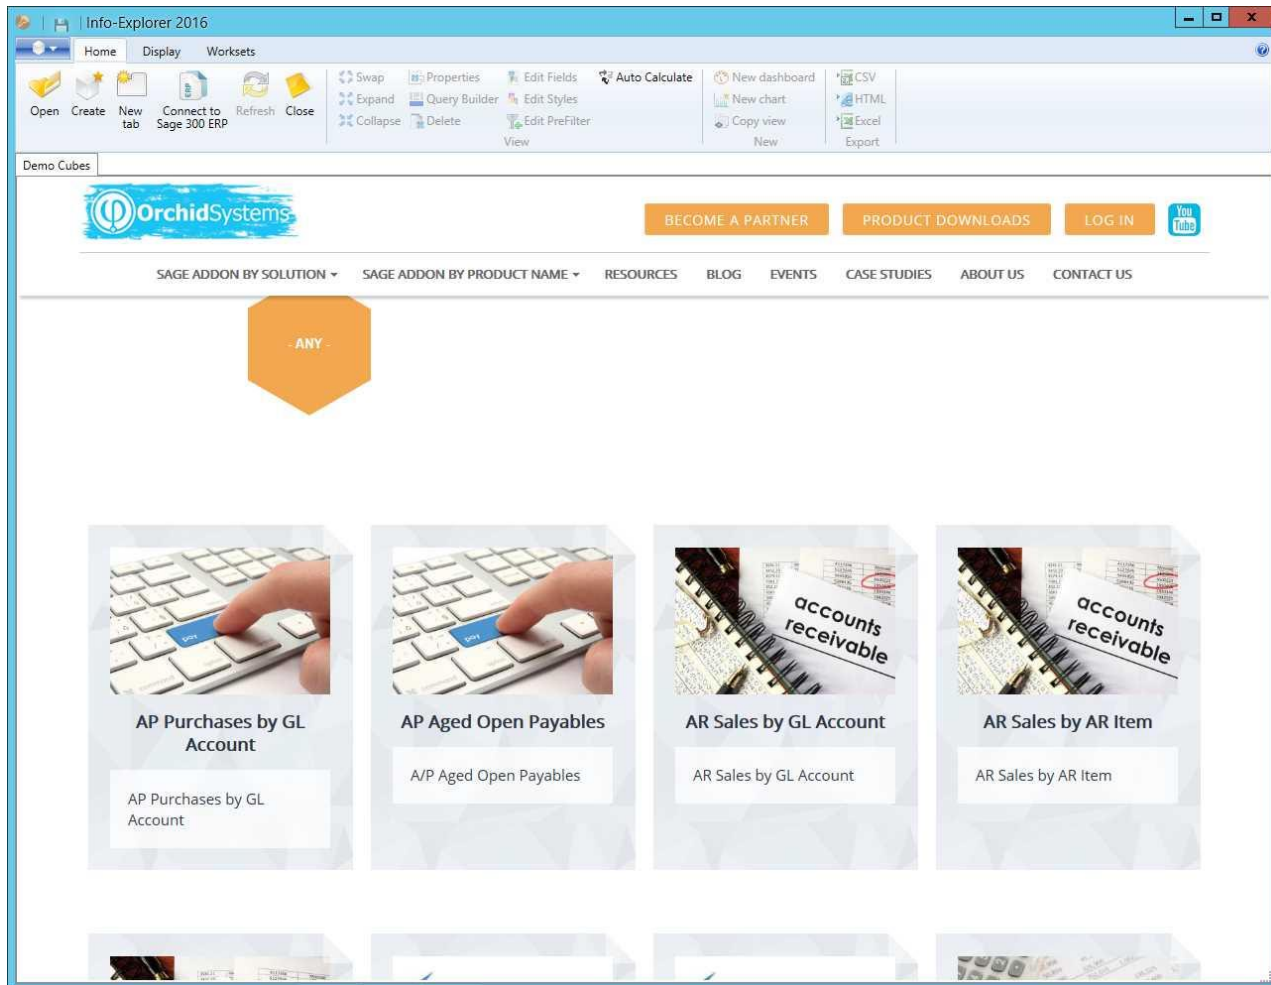 Info-Explorer 2016
Home Display Worksets
Open Create New tab Connect to Sage 300 ERP Refresh Close
Swap Properties Edit Fields Auto Calculate New dashboard CSV
Expand Query Builder Edit Styles New chart HTML
Collapse Delete Edit PreFilter Copy view Excel
View New Export
Demo Cubes
OrchidSystems
BECOME A PARTNER PRODUCT DOWNLOADS LOG IN You Tube
SAGE ADDON BY SOLUTION SAGE ADDON BY PRODUCT NAME RESOURCES BLOG EVENTS CASE STUDIES ABOUT US CONTACT US
- ANY -
pay
pay
accounts
receivable
accounts
receivable
AP Purchases by GL
Account
AP Aged Open Payables
AR Sales by GL Account
AR Sales by AR Item
AP Purchases by GL
Account
A/P Aged Open Payables
AR Sales by GL Account
AR Sales by AR Item